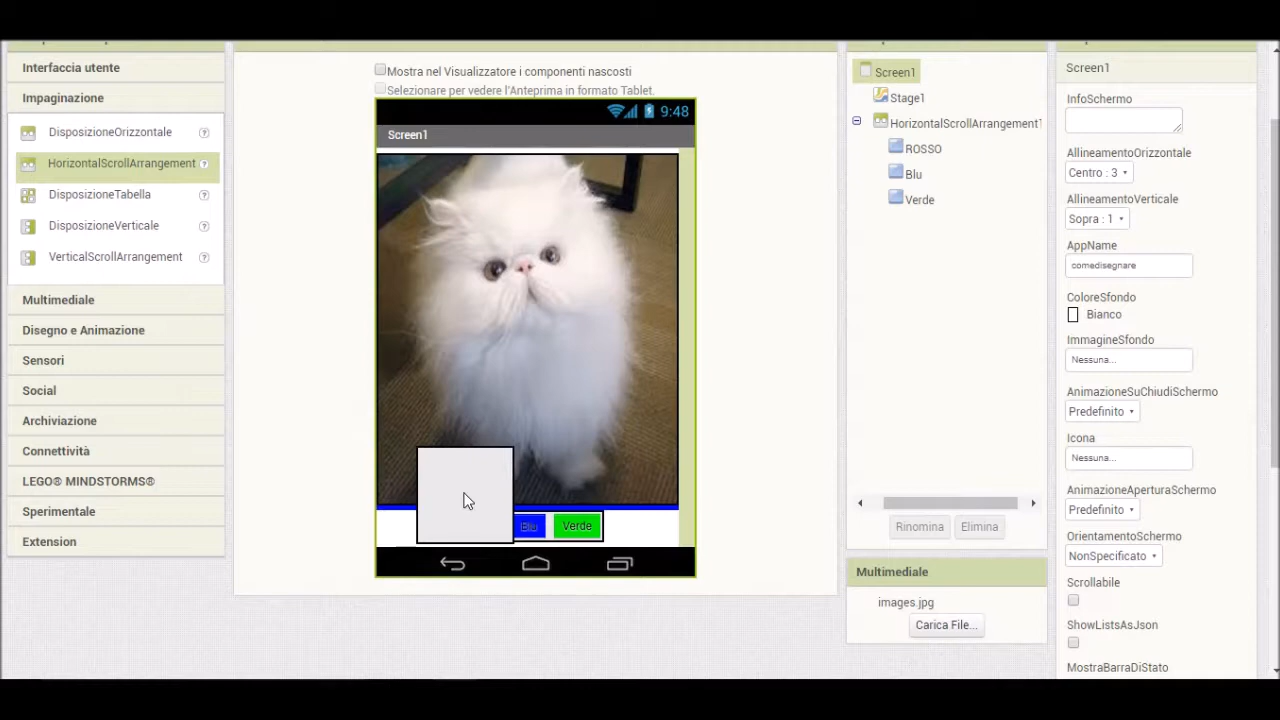 Interfaccia utente
Impaginazione
DisposizioneOrizzontale
HorizontalScrollArrangement
DisposizioneTabella
DisposizioneVerticale
VerticalScrollArrangement
Multimediale
Disegno e Animazione
Sensori
Social
Archiviazione
Connettività
LEGO® MINDSTORMS®
Sperimentale
Extension
Mostra nel Visualizzatore i componenti nascosti
Selezionare per vedere l'Anteprima in formato Tablet.
9:48
Screen1
Blu
Verde
Screen1
Stage1
HorizontalScrollArrangement1
ROSSO
Blu
Verde
Rinomina
Elimina
Multimediale
images.jpg
Carica File...
Screen1
InfoSchermo
AllineamentoOrizzontale
Centro : 3
AllineamentoVerticale
Sopra : 1
AppName
comedisegnare
ColoreSfondo
Bianco
ImmagineSfondo
Nessuna...
AnimazioneSuChiudiSchermo
Predefinito
Icona
Nessuna...
AnimazioneAperturaSchermo
Predefinito
OrientamentoSchermo
NonSpecificato
Scrollabile
ShowListsAsJson
MostraBarraDiStato